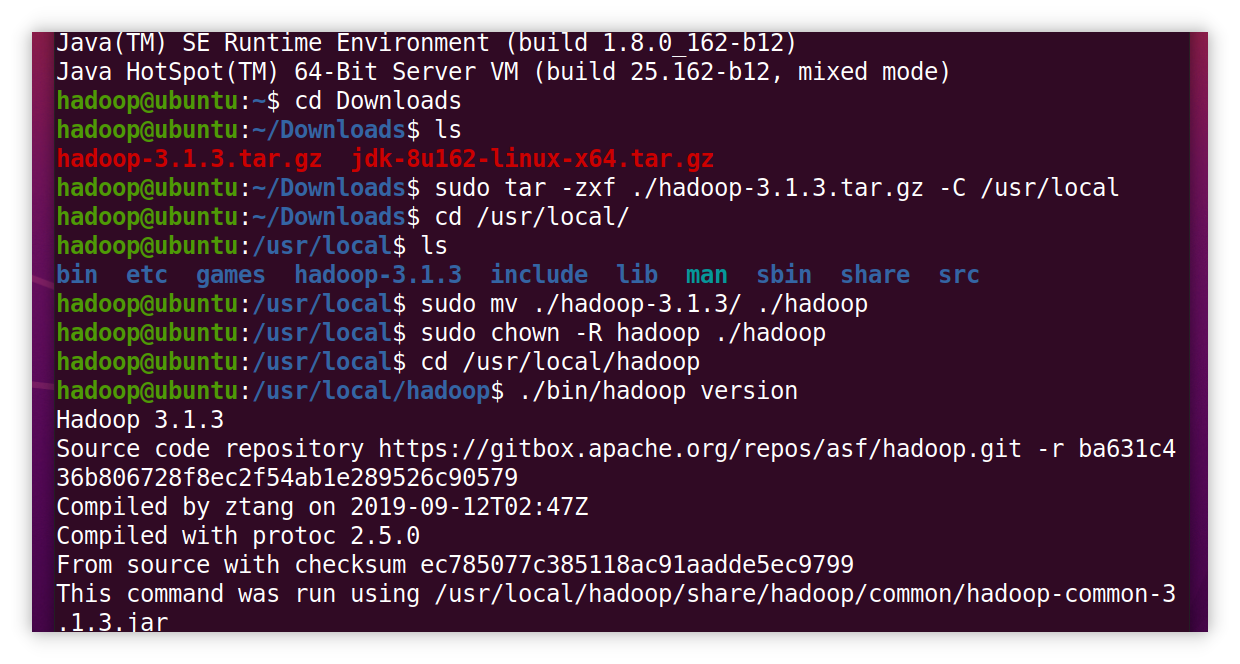 Java(TM) SE Runtime Environment (build 1.8.0_162-b12)
Java HotSpot(TM) 64-Bit Server VM (build 25.162-b12, mixed mode)
hadoop@ubuntu:~$ cd Downloads
hadoop@ubuntu:~/Downloads$ ls
hadoop-3.1.3.tar.gz  jdk-8u162-linux-x64.tar.gz
hadoop@ubuntu:~/Downloads$ sudo tar -zxf ./hadoop-3.1.3.tar.gz -C /usr/local
hadoop@ubuntu:~/Downloads$ cd /usr/local/
hadoop@ubuntu:/usr/local$ ls
bin  etc  games  hadoop-3.1.3  include  lib  man  sbin  share  src
hadoop@ubuntu:/usr/local$ sudo mv ./hadoop-3.1.3/ ./hadoop
hadoop@ubuntu:/usr/local$ sudo chown -R hadoop ./hadoop
hadoop@ubuntu:/usr/local$ cd /usr/local/hadoop
hadoop@ubuntu:/usr/local/hadoop$ ./bin/hadoop version
Hadoop 3.1.3
Source code repository https://gitbox.apache.org/repos/asf/hadoop.git -r ba631c4
36b806728f8ec2f54ab1e289526c90579
Compiled by ztang on 2019-09-12T02:47Z
Compiled with protoc 2.5.0
From source with checksum ec785077c385118ac91aadde5ec9799
This command was run using /usr/local/hadoop/share/hadoop/common/hadoop-common-3
.1.3.jar